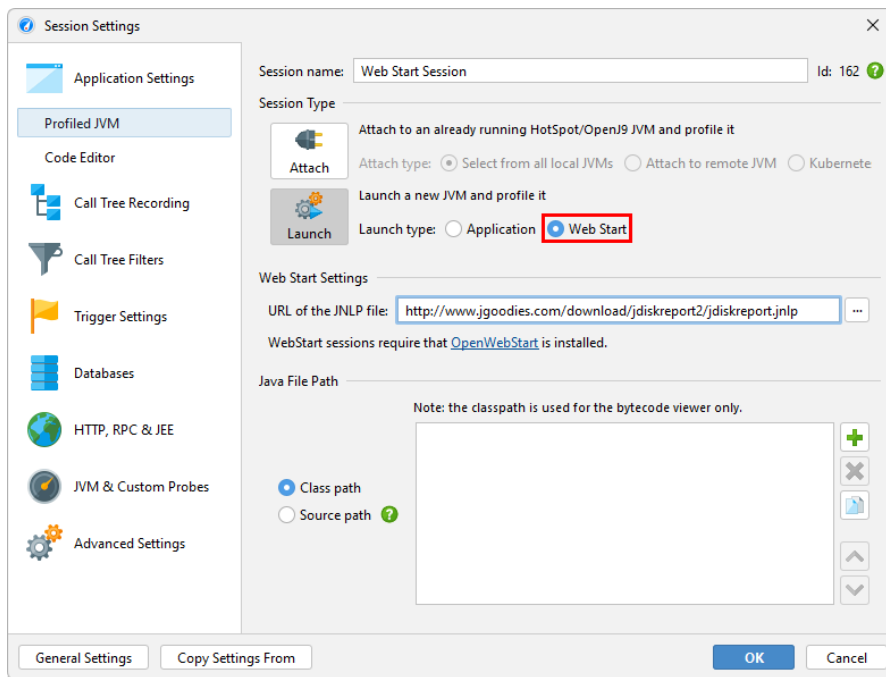 Session Settings
Application Settings
Profiled JVM
Code Editor
Call Tree Recording
Call Tree Filters
Trigger Settings
Databases
HTTP, RPC & JEE
JVM & Custom Probes
Advanced Settings
Session name: Web Start Session Id: 162 ?
Session Type
Attach
Attach to an already running HotSpot/OpenJ9 JVM and profile it
Attach type: Select from all local JVMs Attach to remote JVM Kubernete
Launch
Launch a new JVM and profile it
Launch type: Application Web Start
Web Start Settings
URL of the JNLP file: http://www.jgoodies.com/download/jdiskreport2/jdiskreport.jnlp ...
WebStart sessions require that OpenWebStart is installed.
Java File Path
Note: the classpath is used for the bytecode viewer only.
Class path
Source path ?
General Settings Copy Settings From OK Cancel